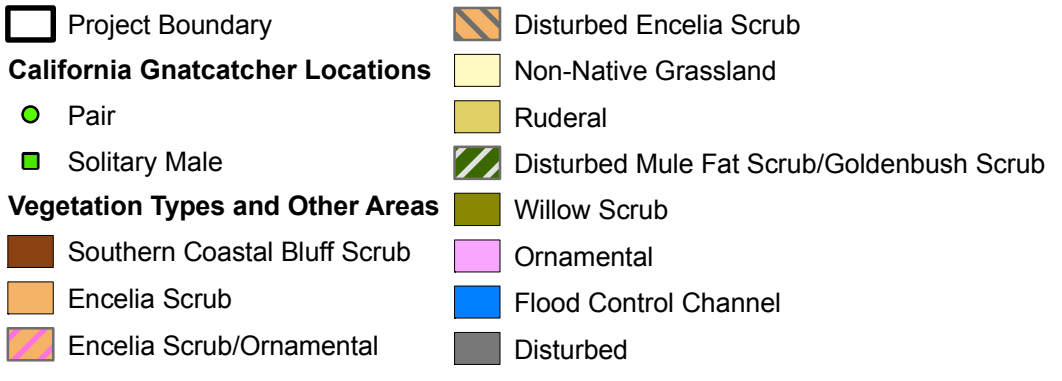 Project Boundary
California Gnatcatcher Locations
Pair
Solitary Male
Vegetation Types and Other Areas
Southern Coastal Bluff Scrub
Encelia Scrub
Encelia Scrub/Ornamental
Disturbed Encelia Scrub
Non-Native Grassland
Ruderal
Disturbed Mule Fat Scrub/Goldenbush Scrub
Willow Scrub
Ornamental
Flood Control Channel
Disturbed